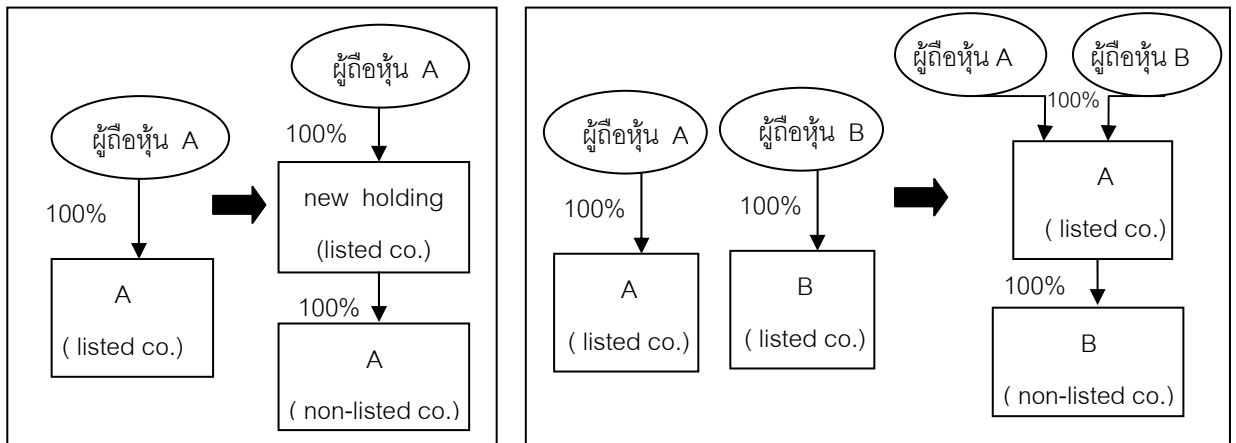 ผู้ถือหุ้น A
100%
A
( listed co.)
ผู้ถือหุ้น A
100%
new holding
(listed co.)
100%
A
( non-listed co.)
ผู้ถือหุ้น A
100%
A
( listed co.)
ผู้ถือหุ้น B
100%
B
( listed co.)
ผู้ถือหุ้น A
ผู้ถือหุ้น B
100%
A
( listed co.)
100%
B
( non-listed co.)